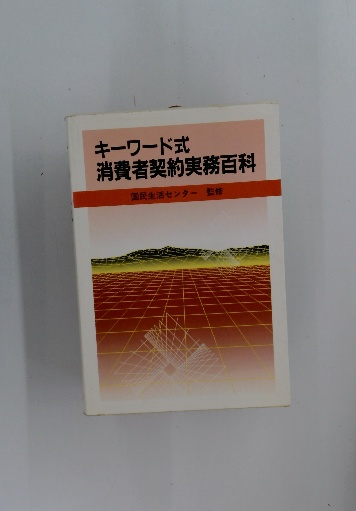 キーワード式
消費者契約実務百科
国民生活センター 監修